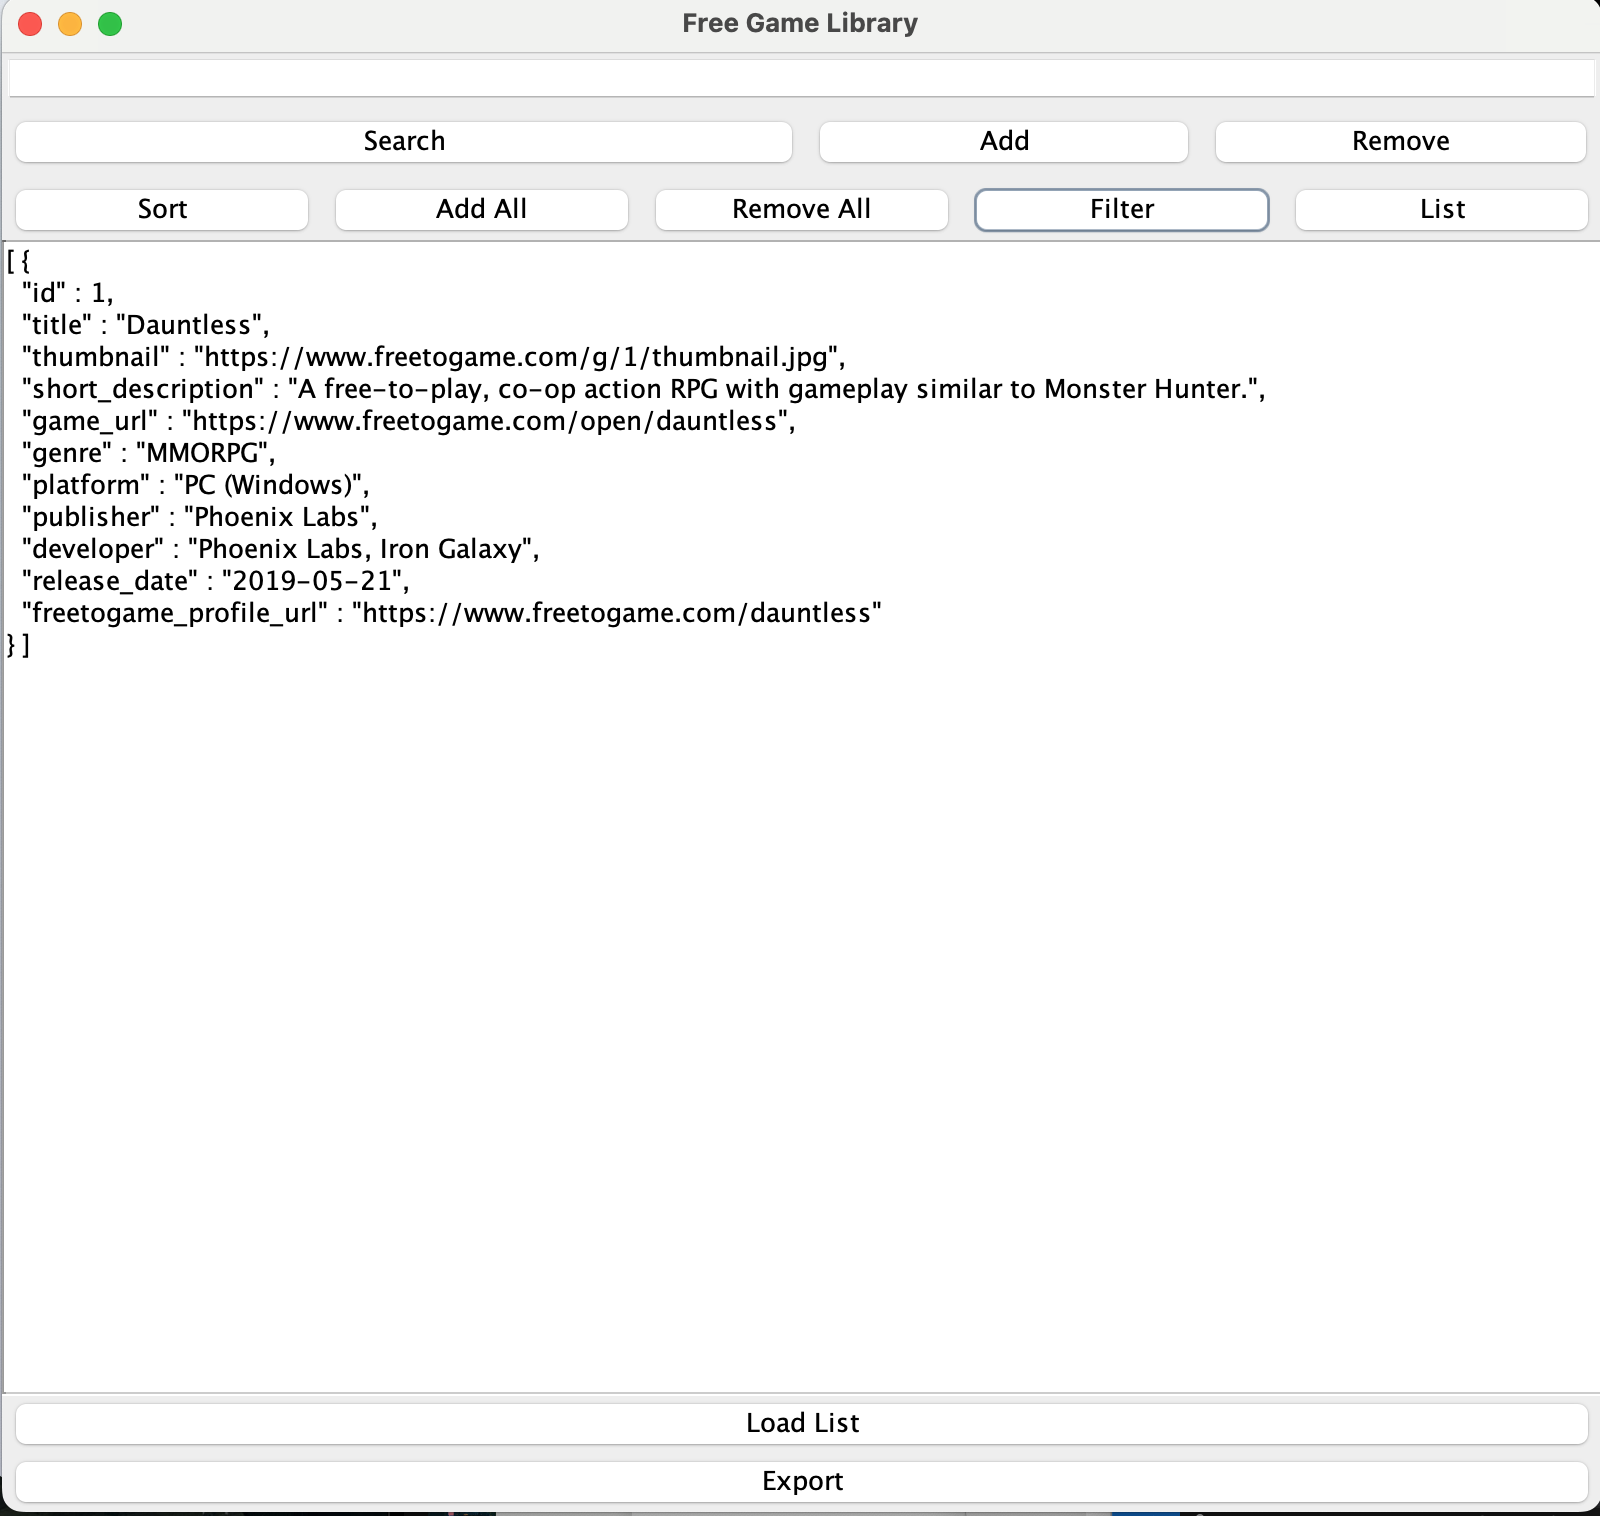 Free Game Library
Search Add Remove
Sort Add All Remove All Filter List
[ {
  "id" : 1,
  "title" : "Dauntless",
  "thumbnail" : "https://www.freetogame.com/g/1/thumbnail.jpg",
  "short_description" : "A free-to-play, co-op action RPG with gameplay similar to Monster Hunter.",
  "game_url" : "https://www.freetogame.com/open/dauntless",
  "genre" : "MMORPG",
  "platform" : "PC (Windows)",
  "publisher" : "Phoenix Labs",
  "developer" : "Phoenix Labs, Iron Galaxy",
  "release_date" : "2019-05-21",
  "freetogame_profile_url" : "https://www.freetogame.com/dauntless"
} ]
Load List
Export